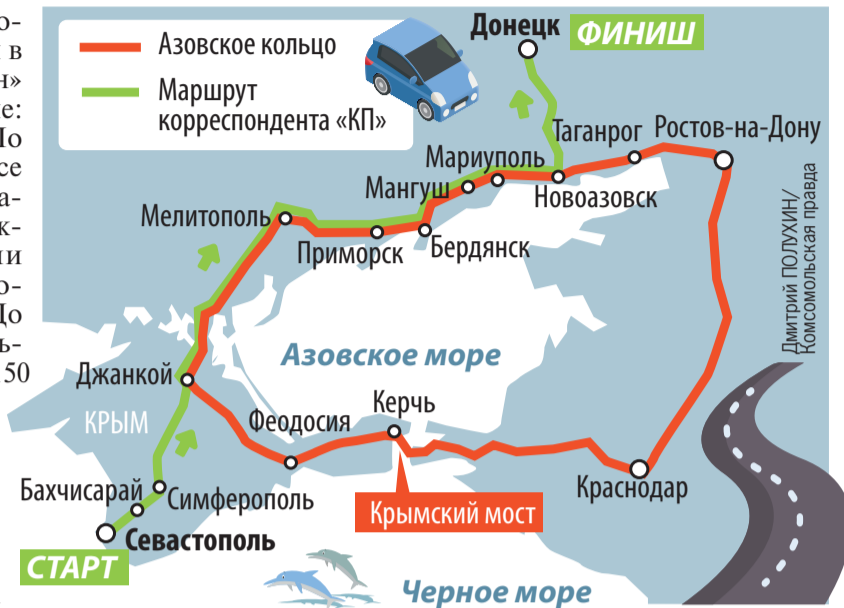 Азовское кольцо
Маршрут
корреспондента «КП»
Донецк
ФИНИШ
Таганрог
Ростов-на-Дону
Мариуполь
Мангуш
Новоазовск
Мелитополь
Приморск
Бердянск
Дмитрий ПОЛУХИН/
Комсомольская правда
Азовское море
Джанкой
КРЫМ
Феодосия
Керчь
Бахчисарай
Симферополь
Крымский мост
Краснодар
Севастополь
СТАРТ
Черное море
50